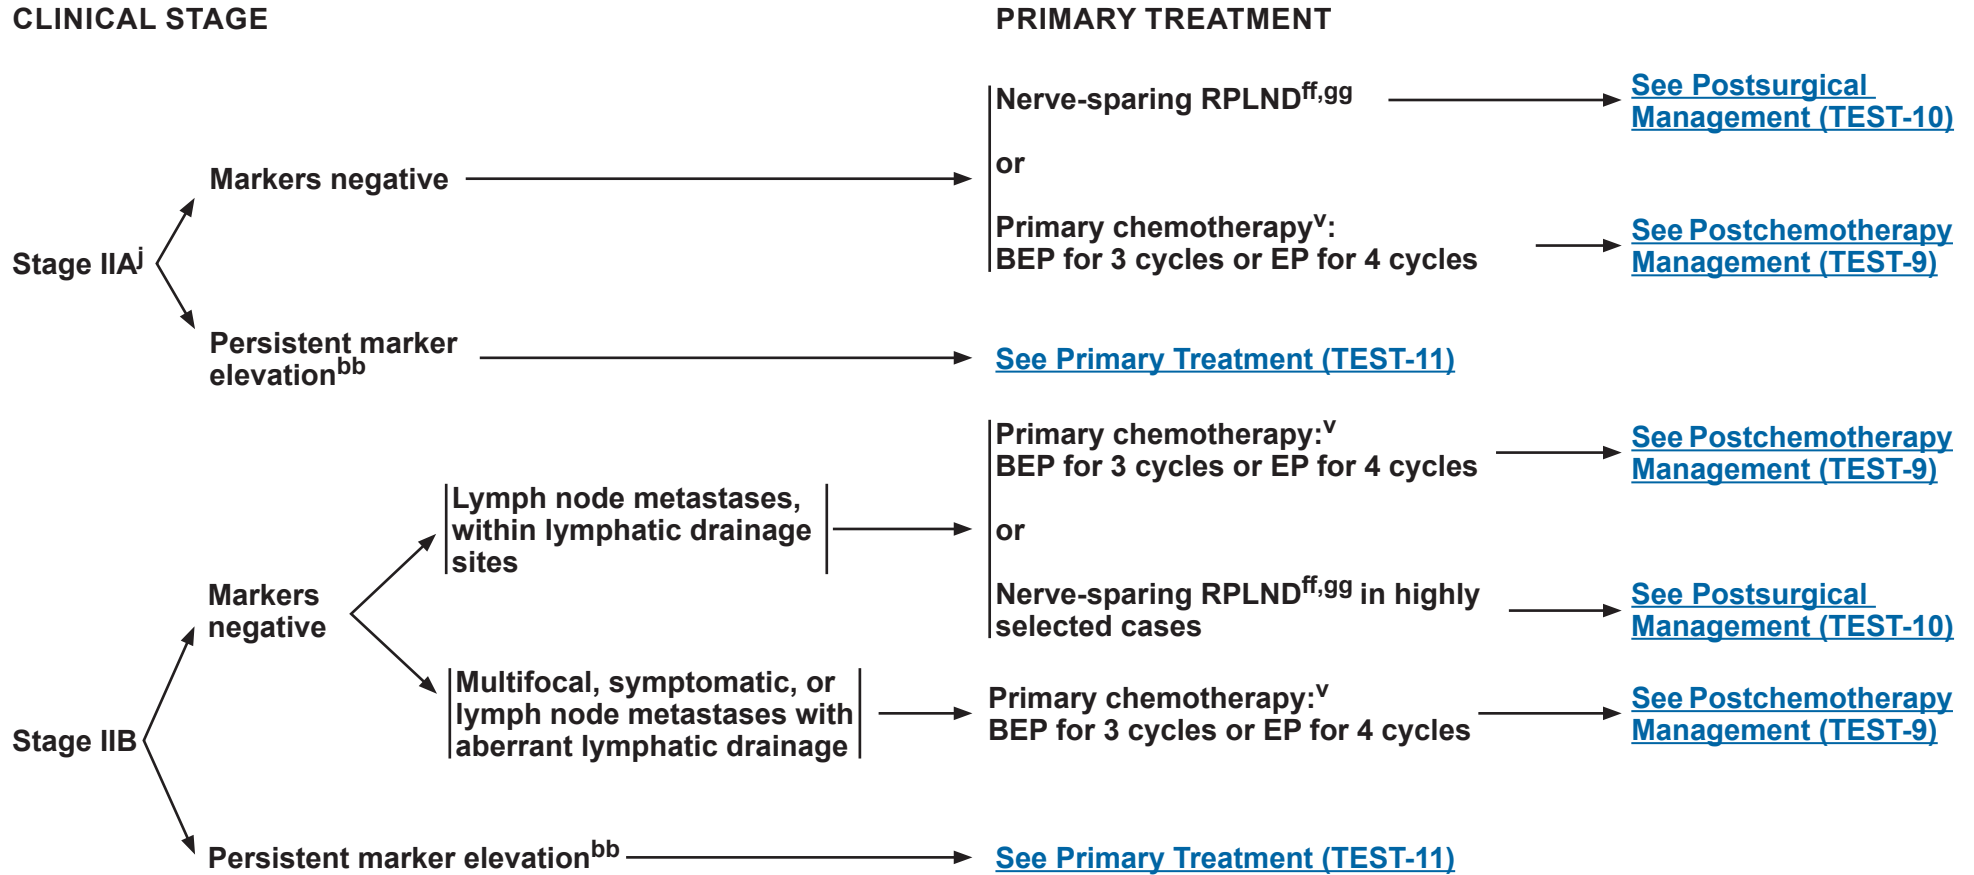 CLINICAL STAGE
PRIMARY TREATMENT
Stage IIAj
Markers negative
Nerve-sparing RPLNDff,gg
See Postsurgical
Management (TEST-10)
or
Primary chemotherapyv:
BEP for 3 cycles or EP for 4 cycles
See Postchemotherapy
Management (TEST-9)
Persistent marker
elevationbb
See Primary Treatment (TEST-11)
Stage IIB
Markers
negative
Lymph node metastases,
within lymphatic drainage
sites
Primary chemotherapy:v
BEP for 3 cycles or EP for 4 cycles
See Postchemotherapy
Management (TEST-9)
or
Nerve-sparing RPLNDff,gg in highly
selected cases
See Postsurgical
Management (TEST-10)
Multifocal, symptomatic, or
lymph node metastases with
aberrant lymphatic drainage
Primary chemotherapy:v
BEP for 3 cycles or EP for 4 cycles
See Postchemotherapy
Management (TEST-9)
Persistent marker elevationbb
See Primary Treatment (TEST-11)